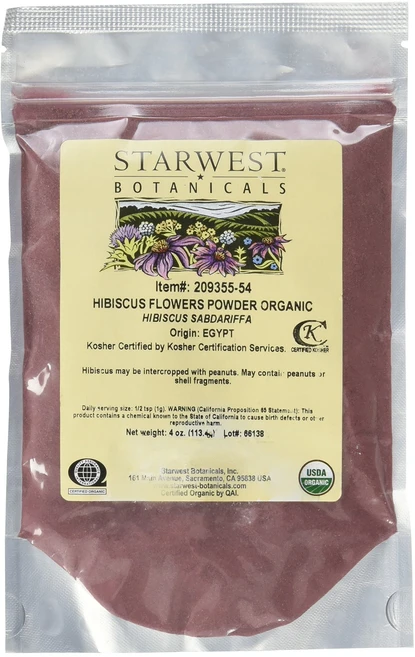 STARWEST®
BOTANICALS
Item#: 209355-54
HIBISCUS FLOWERS POWDER ORGANIC
HIBISCUS SABDARIFFA
Origin: EGYPT
Kosher Certified by Kosher Certification Services.
K
CERTIFIED KOSHER
Hibiscus may be intercropped with peanuts. May contain peanuts or
shell fragments.
Daily serving size: 1/2 tsp (1g). WARNING (California Proposition 65 Statement): This
product contains a chemical known to the State of California to cause birth defects or other
reproductive harm.
Net weight: 4 oz. (113. Lot#: 66138
CERTIFIED ORGANIC
Starwest Botanicals, Inc.
161 Main Avenue, Sacramento, CA 95838 USA
www.starwest-botanicals.com
Certified Organic by QAI.
USDA
ORGANIC